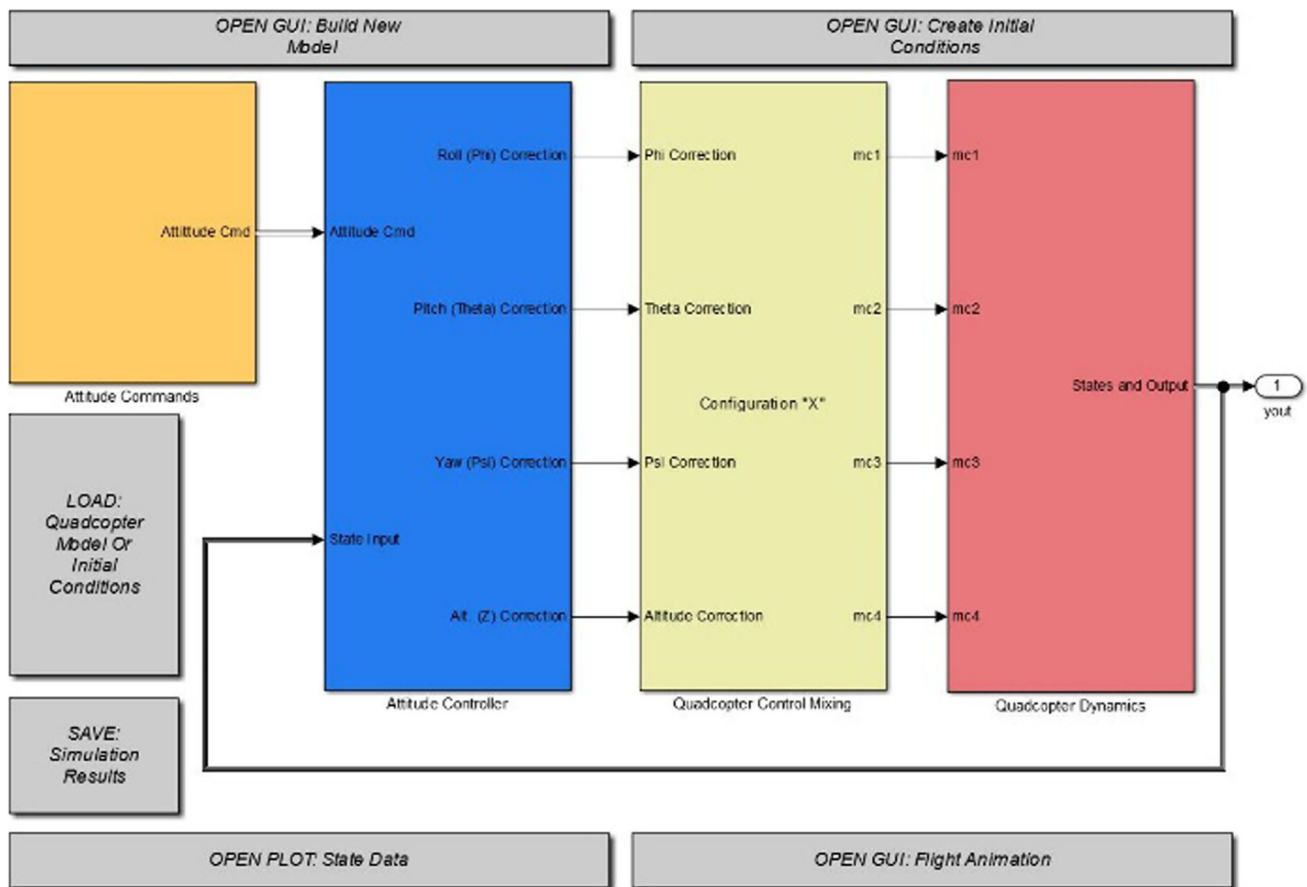 OPEN GUI: Build New
Model
OPEN GUI: Create Initial
Conditions
Roll (Phi) Correction
Phi Correction
mc1
mc1
Attittude Cmd
Attitude Cmd
Pitch (Theta) Correction
Theta Correction
mc2
mc2
States and Output
1
yout
Attitude Commands
Configuration "X"
Yaw (Psi) Correction
Psi Correction
mc3
mc3
LOAD:
Quadcopter
Model Or
Initial
Conditions
State Input
Alt. (Z) Correction
Altitude Correction
mc4
mc4
Attitude Controller
Quadcopter Control Mixing
Quadcopter Dynamics
SAVE:
Simulation
Results
OPEN PLOT: State Data
OPEN GUI: Flight Animation